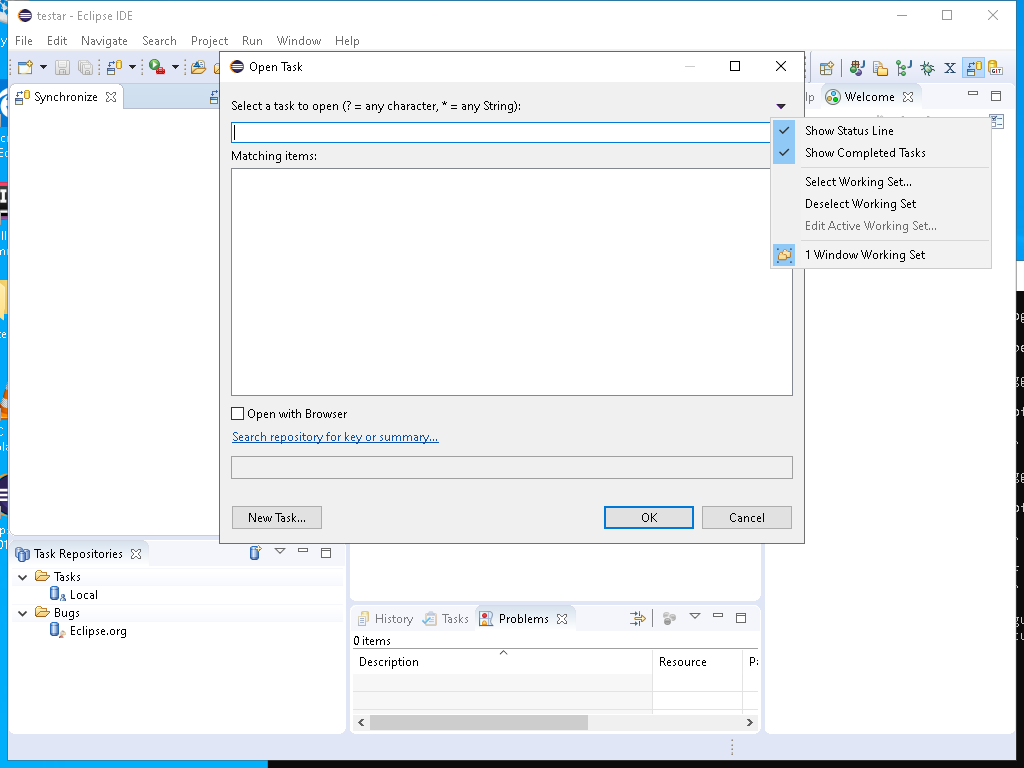 testar - Eclipse IDE
File Edit Navigate Search Project Run Window Help
Open Task
Synchronize
Welcome
Select a task to open (? = any character, * = any String):
Show Status Line
Show Completed Tasks
Matching items:
Select Working Set...
Deselect Working Set
Edit Active Working Set...
1 Window Working Set
Open with Browser
Search repository for key or summary...
New Task...
OK
Cancel
Task Repositories
Tasks
Local
Bugs
Eclipse.org
History
Tasks
Problems
0 items
Description
Resource